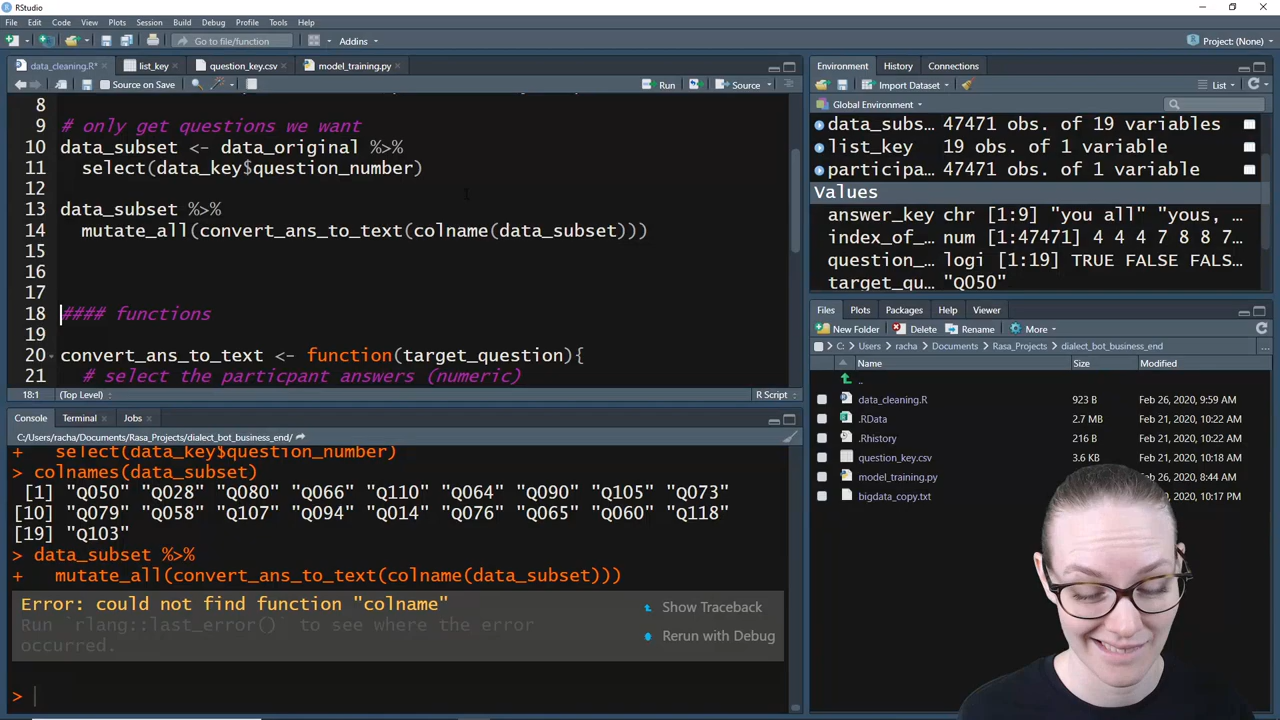 RStudio
File Edit Code View Plots Session Build Debug Profile Tools Help
Go to file/function
Addins
Project: (None)
data_cleaning.R*
list_key
question_key.csv
model_training.py
Source on Save
Run
Source
8
9 # only get questions we want
10 data_subset <- data_original %>%
11 select(data_key$question_number)
12
13 data_subset %>%
14 mutate_all(convert_ans_to_text(colname(data_subset)))
15
16
17
18 #### functions
19
20 convert_ans_to_text <- function(target_question){
21 # select the particpant answers (numeric)
18:1 (Top Level) R Script
Console Terminal Jobs
C:/Users/racha/Documents/Rasa_Projects/dialect_bot_business_end/
+ select(data_key$question_number)
> colnames(data_subset)
[1] "Q050" "Q028" "Q080" "Q066" "Q110" "Q064" "Q090" "Q105" "Q073"
[10] "Q079" "Q058" "Q107" "Q094" "Q014" "Q076" "Q065" "Q060" "Q118"
[19] "Q103"
> data_subset %>%
+ mutate_all(convert_ans_to_text(colname(data_subset)))
Error: could not find function "colname"
Run `rlang::last_error()` to see where the error
occurred.
Show Traceback
Rerun with Debug
>
Environment History Connections
Import Dataset
List
Global Environment
data_subs... 47471 obs. of 19 variables
list_key 19 obs. of 1 variable
participa... 47471 obs. of 1 variable
Values
answer_key chr [1:9] "you all" "yous, ...
index_of_... num [1:47471] 4 4 4 7 8 8 7...
question_... logi [1:19] TRUE FALSE FALS...
target_qu... "Q050"
Files Plots Packages Help Viewer
New Folder Delete Rename More
C: Users racha Documents Rasa_Projects dialect_bot_business_end
...
Name Size Modified
..
data_cleaning.R 923 B Feb 26, 2020, 9:59 AM
.RData 2.7 MB Feb 21, 2020, 10:22 AM
.Rhistory 216 B Feb 21, 2020, 10:22 AM
question_key.csv 3.6 KB Feb 21, 2020, 10:18 AM
model_training.py Feb 26, 2020, 8:44 AM
bigdata_copy.txt 2020, 10:17 PM